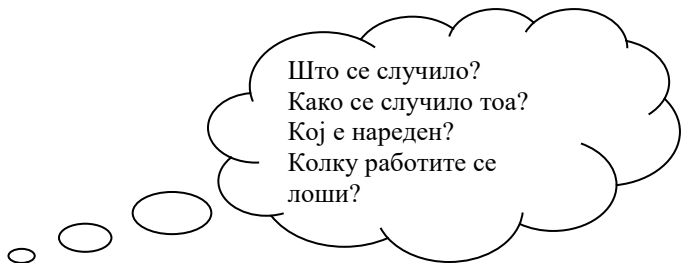 Што се случило?
Како се случило тоа?
Кој е нареден?
Колку работите се
лоши?